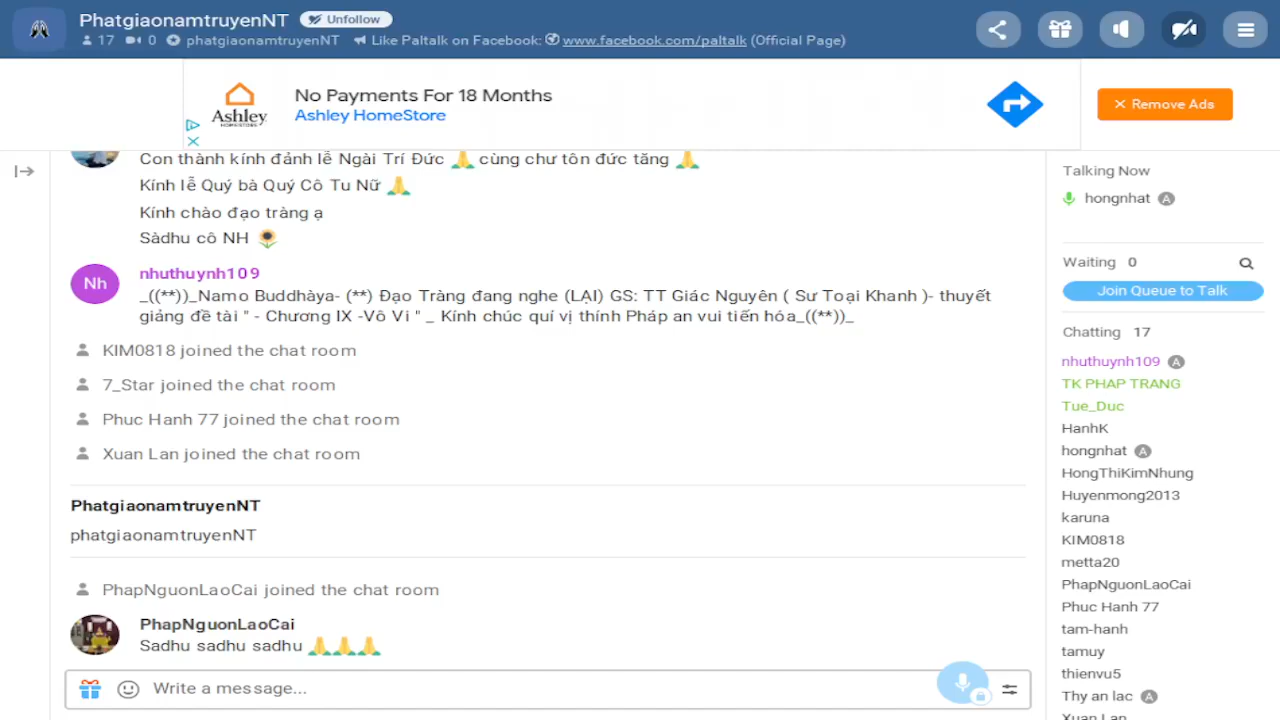 PhatgiaonamtruyenNT Unfollow
17 0 phatgiaonamtruyenNT Like Paltalk on Facebook: www.facebook.com/paltalk (Official Page)
No Payments For 18 Months
Ashley HomeStore
Ashley
HOMESTORE
Remove Ads
Con thành kính đảnh lễ Ngài Trí Đức 🙏 cùng chư tôn đức tăng 🙏
Kính lễ Quý bà Quý Cô Tu Nữ 🙏
Kính chào đạo tràng ạ
Sàdhu cô NH 🌻
Nh
nhuthuynh109
_((**))_Namo Buddhàya- (**) Đạo Tràng đang nghe (LẠI) GS: TT Giác Nguyên ( Sư Toại Khanh )- thuyết
giảng đề tài " - Chương IX -Vô Vi " _ Kính chúc quí vị thính Pháp an vui tiến hóa_((**))_
KIM0818 joined the chat room
7_Star joined the chat room
Phuc Hanh 77 joined the chat room
Xuan Lan joined the chat room
PhatgiaonamtruyenNT
phatgiaonamtruyenNT
PhapNguonLaoCai joined the chat room
PhapNguonLaoCai
Sadhu sadhu sadhu 🙏🙏🙏
Write a message...
Talking Now
hongnhat A
Waiting 0
Join Queue to Talk
Chatting 17
nhuthuynh109 A
TK PHAP TRANG
Tue_Duc
HanhK
hongnhat A
HongThiKimNhung
Huyenmong2013
karuna
KIM0818
metta20
PhapNguonLaoCai
Phuc Hanh 77
tam-hanh
tamuy
thienvu5
Thy an lac A
Xuan Lan